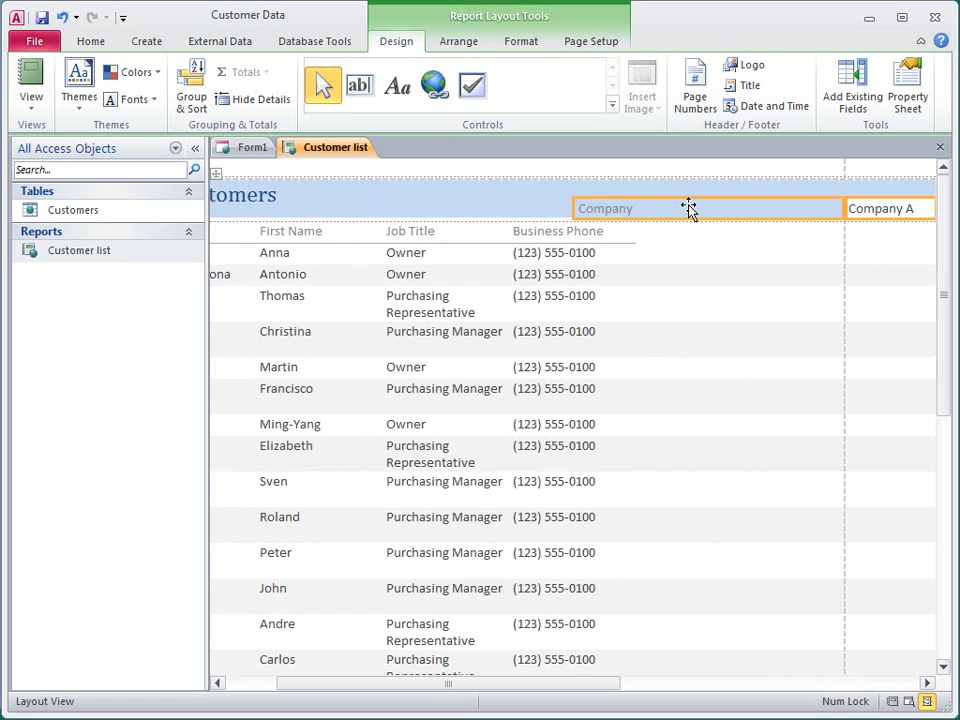 Customer Data
Report Layout Tools
File
Home
Create
External Data
Database Tools
Design
Arrange
Format
Page Setup
View
Views
Themes
Colors
Fonts
Themes
Group
& Sort
Σ Totals
Hide Details
Grouping & Totals
ab|
Aa
Controls
Insert
Image
Page
Numbers
Logo
Title
Date and Time
Header / Footer
Add Existing
Fields
Property
Sheet
Tools
All Access Objects
Search...
Tables
Customers
Reports
Customer list
Form1
Customer list
tomers
Company
Company A
First Name Job Title Business Phone
Anna Owner (123) 555-0100
ona Antonio Owner (123) 555-0100
Thomas Purchasing (123) 555-0100
Representative
Christina Purchasing Manager (123) 555-0100
Martin Owner (123) 555-0100
Francisco Purchasing Manager (123) 555-0100
Ming-Yang Owner (123) 555-0100
Elizabeth Purchasing (123) 555-0100
Representative
Sven Purchasing Manager (123) 555-0100
Roland Purchasing Manager (123) 555-0100
Peter Purchasing Manager (123) 555-0100
John Purchasing Manager (123) 555-0100
Andre Purchasing (123) 555-0100
Representative
Carlos Purchasing (123) 555-0100
Layout View
Num Lock